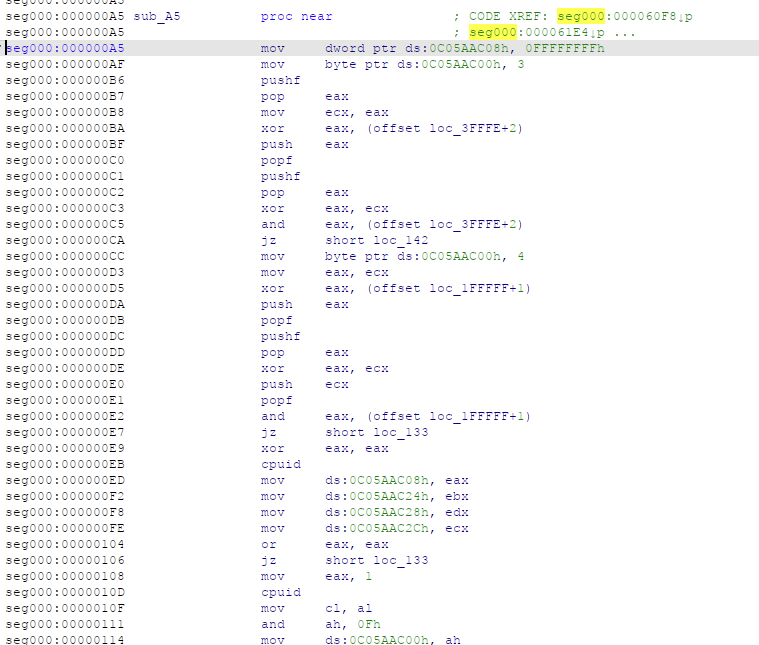 seg000:000000A5
seg000:000000A5 sub_A5 proc near ; CODE XREF: seg000:000060F8↓p
seg000:000000A5 ; seg000:000061E4↓p ...
seg000:000000A5 mov dword ptr ds:0C05AAC08h, 0FFFFFFFFh
seg000:000000AF mov byte ptr ds:0C05AAC00h, 3
seg000:000000B6 pushf
seg000:000000B7 pop eax
seg000:000000B8 mov ecx, eax
seg000:000000BA xor eax, (offset loc_3FFFE+2)
seg000:000000BF push eax
seg000:000000C0 popf
seg000:000000C1 pushf
seg000:000000C2 pop eax
seg000:000000C3 xor eax, ecx
seg000:000000C5 and eax, (offset loc_3FFFE+2)
seg000:000000CA jz short loc_142
seg000:000000CC mov byte ptr ds:0C05AAC00h, 4
seg000:000000D3 mov eax, ecx
seg000:000000D5 xor eax, (offset loc_1FFFFF+1)
seg000:000000DA push eax
seg000:000000DB popf
seg000:000000DC pushf
seg000:000000DD pop eax
seg000:000000DE xor eax, ecx
seg000:000000E0 push ecx
seg000:000000E1 popf
seg000:000000E2 and eax, (offset loc_1FFFFF+1)
seg000:000000E7 jz short loc_133
seg000:000000E9 xor eax, eax
seg000:000000EB cpuid
seg000:000000ED mov ds:0C05AAC08h, eax
seg000:000000F2 mov ds:0C05AAC24h, ebx
seg000:000000F8 mov ds:0C05AAC28h, edx
seg000:000000FE mov ds:0C05AAC2Ch, ecx
seg000:00000104 or eax, eax
seg000:00000106 jz short loc_133
seg000:00000108 mov eax, 1
seg000:0000010D cpuid
seg000:0000010F mov cl, al
seg000:00000111 and ah, 0Fh
seg000:00000114 mov ds:0C05AAC00h, ah